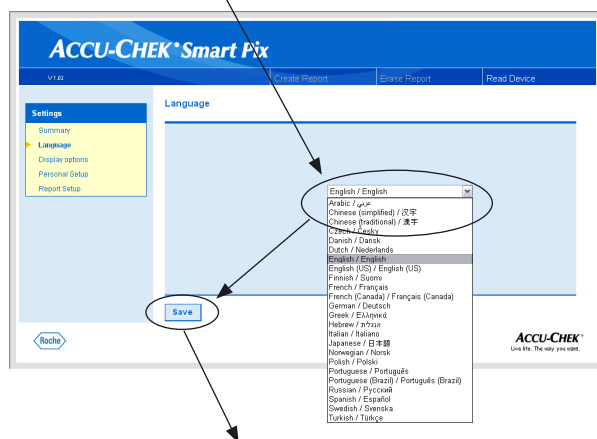 ACCU-CHEK® Smart Pix
V1.02
Create Report
Erase Report
Read Device
Settings
Summary
Language
Display options
Personal Setup
Report Setup
Language
English / English
Arabic / عربي
Chinese (simplified) / 汉字
Chinese (traditional) / 漢字
Czech / Česky
Danish / Dansk
Dutch / Nederlands
English / English
English (US) / English (US)
Finnish / Suomi
French / Français
French (Canada) / Français (Canada)
German / Deutsch
Greek / Ελληνικά
Hebrew / אנגלית
Italian / Italiano
Japanese / 日本語
Norwegian / Norsk
Polish / Polski
Portuguese / Português
Portuguese (Brazil) / Português (Brazil)
Russian / Русский
Spanish / Español
Swedish / Svenska
Turkish / Türkçe
Save
Roche
ACCU-CHEK®
Live life. The way you want.